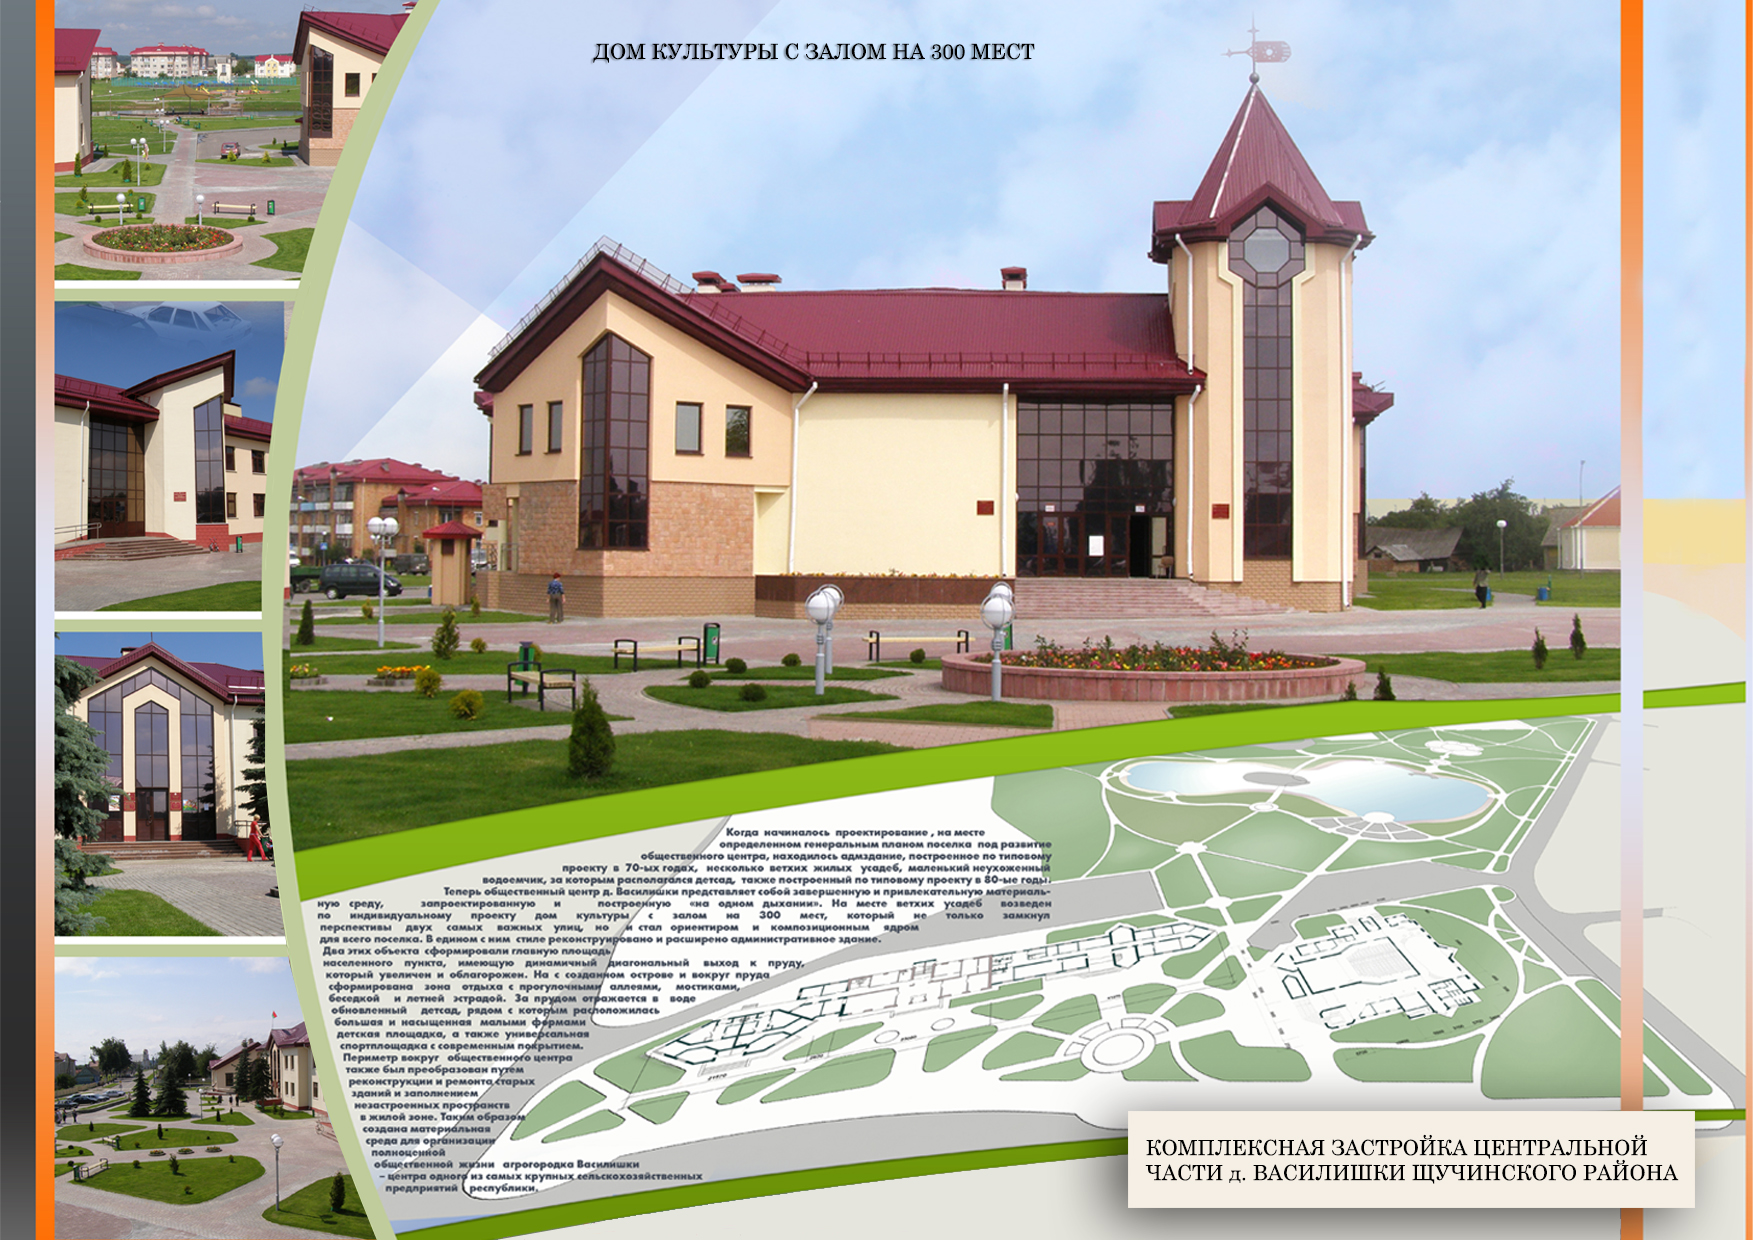 ДОМ КУЛЬТУРЫ С ЗАЛОМ НА 300 МЕСТ
Когда начиналось проектирование , на месте
определенном генеральным планом поселка под развитие
общественного центра, находилось адмздание, построенное по типовому
проекту в 70-ых годах, несколько ветхих жилых усадеб, маленький неухоженный
водоемчик, за которым располагался детсад, также построенный по типовому проекту в 80-ые годы.
Теперь общественный центр д. Василишки представляет собой завершенную и привлекательную материаль-
ную среду, запроектированную и построенную «на одном дыхании». На месте ветхих усадеб возведен
по индивидуальному проекту дом культуры с залом на 300 мест, который не только замкнул
перспективы двух самых важных улиц, но и стал ориентиром и композиционным ядром
для всего поселка. В едином с ним стиле реконструировано и расширено административное здание.
Два этих объекта сформировали главную площадь
населенного пункта, имеющую динамичный диагональный выход к пруду,
который увеличен и облагорожен. На с созданном острове и вокруг пруда
сформирована зона отдыха с прогулочными аллеями, мостиками,
беседкой и летней эстрадой. За прудом отражается в воде
обновленный детсад, рядом с которым расположилась
большая и насыщенная малыми формами
детская площадка, а также универсальная
спортплощадка с современным покрытием.
Периметр вокруг общественного центра
также был преобразован путем
реконструкции и ремонта старых
зданий и заполнением
незастроенных пространств
в жилой зоне. Таким образом
создана материальная
среда для организации
полноценной
общественной жизни агрогородка Василишки
– центра одного из самых крупных сельскохозяйственных
предприятий республики.
КОМПЛЕКСНАЯ ЗАСТРОЙКА ЦЕНТРАЛЬНОЙ
ЧАСТИ д. ВАСИЛИШКИ ЩУЧИНСКОГО РАЙОНА